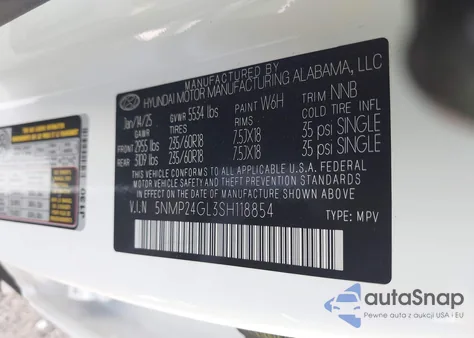 MANUFACTURED BY
HYUNDAI MOTOR MANUFACTURING ALABAMA, LLC
Jan/14/25 GVWR 5534 lbs PAINT W6H TRIM NNB
GAWR TIRES RIMS COLD TIRE INFL
FRONT 2955 lbs 235/60R18 7.5JX18 35 psi SINGLE
REAR 3109 lbs 235/60R18 7.5JX18 35 psi SINGLE
THIS VEHICLE CONFORMS TO ALL APPLICABLE U.S.A. FEDERAL
MOTOR VEHICLE SAFETY, BUMPER, AND THEFT PREVENTION STANDARDS
IN EFFECT ON THE DATE OF MANUFACTURE SHOWN ABOVE.
V.I.N 5NMP24GL3SH118854
TYPE: MPV
autoSnap
Pewne auta z aukcji USA i EU